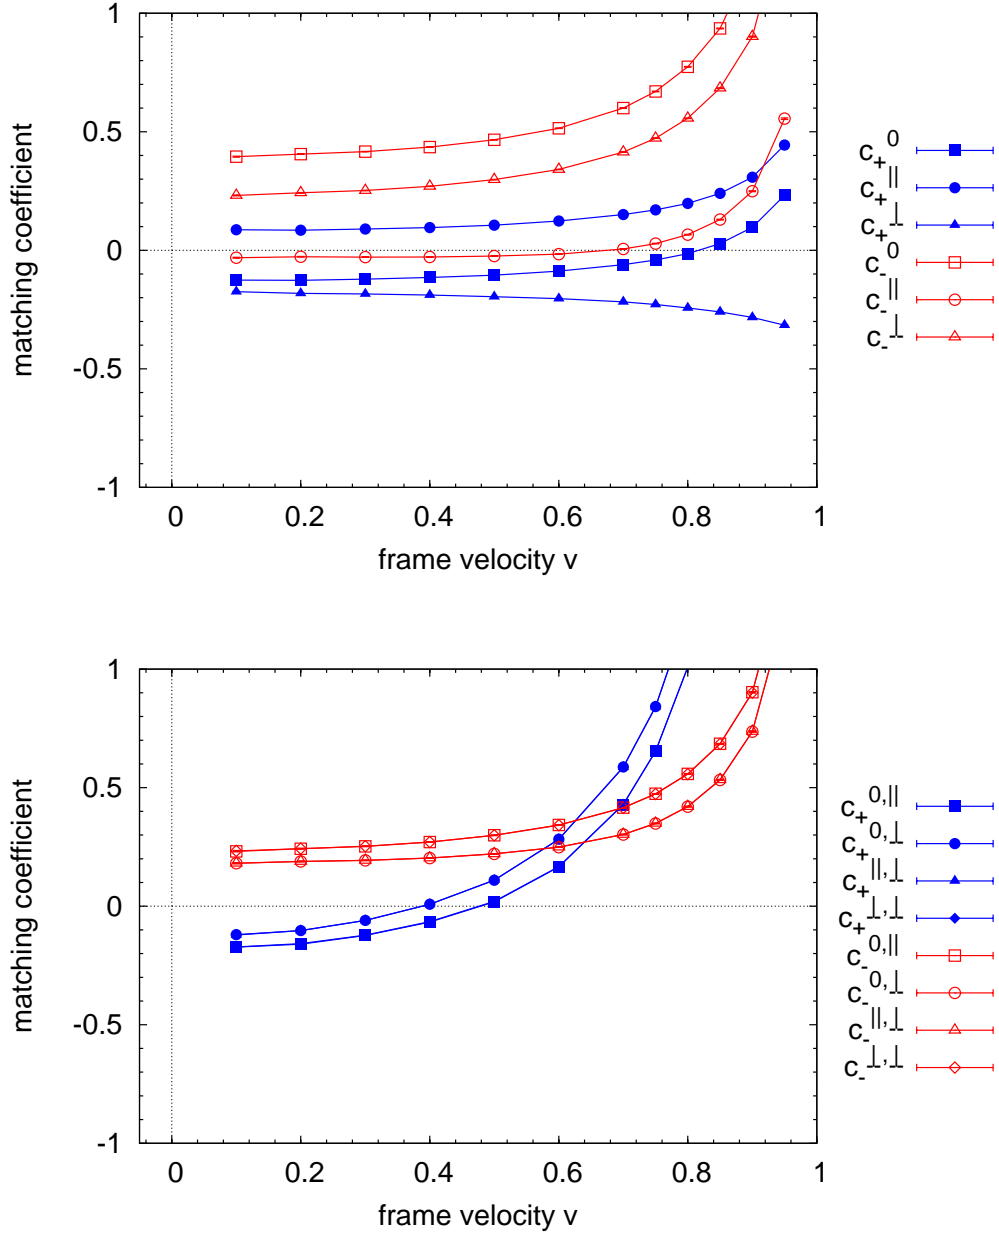 1
0.5
0
-0.5
-1
0 0.2 0.4 0.6 0.8 1
matching coefficient
frame velocity v
c₊⁰
c₊^||
c₊^⊥
c₋⁰
c₋^||
c₋^⊥
1
0.5
0
-0.5
-1
0 0.2 0.4 0.6 0.8 1
matching coefficient
frame velocity v
c₊^0,||
c₊^0,⊥
c₊^||,⊥
c₊^⊥,⊥
c₋^0,||
c₋^0,⊥
c₋^||,⊥
c₋^⊥,⊥